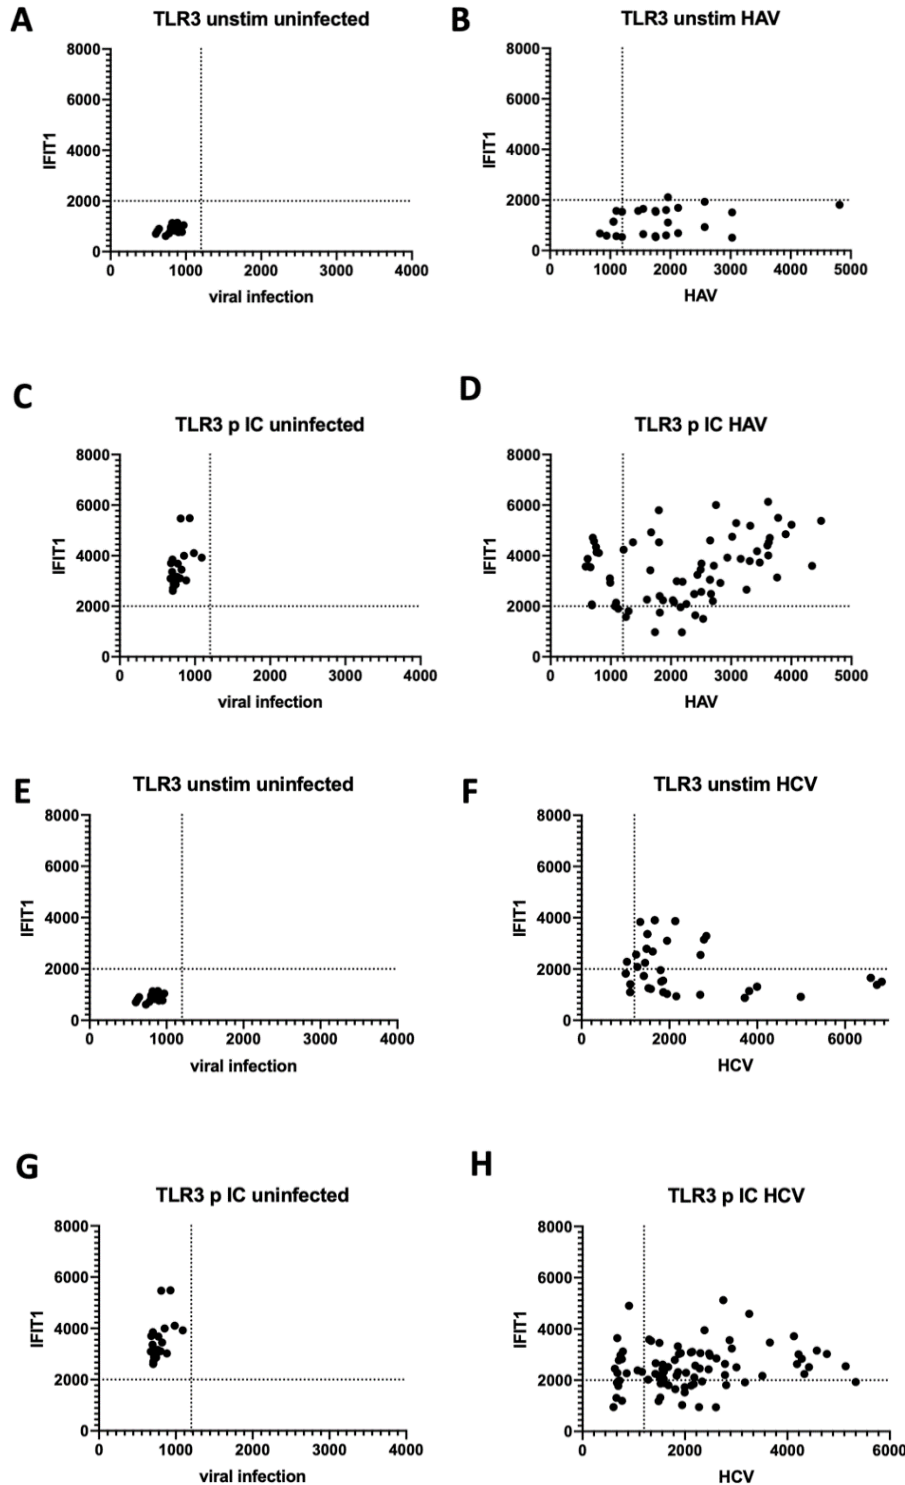 A
TLR3 unstim uninfected
8000
6000
4000
2000
0
IFIT1
0 1000 2000 3000 4000
viral infection
B
TLR3 unstim HAV
8000
6000
4000
2000
0
IFIT1
0 1000 2000 3000 4000 5000
HAV
C
TLR3 p IC uninfected
8000
6000
4000
2000
0
IFIT1
0 1000 2000 3000 4000
viral infection
D
TLR3 p IC HAV
8000
6000
4000
2000
0
IFIT1
0 1000 2000 3000 4000 5000
HAV
E
TLR3 unstim uninfected
8000
6000
4000
2000
0
IFIT1
0 1000 2000 3000 4000
viral infection
F
TLR3 unstim HCV
8000
6000
4000
2000
0
IFIT1
0 2000 4000 6000
HCV
G
TLR3 p IC uninfected
8000
6000
4000
2000
0
IFIT1
0 1000 2000 3000 4000
viral infection
H
TLR3 p IC HCV
8000
6000
4000
2000
0
IFIT1
0 2000 4000 6000
HCV